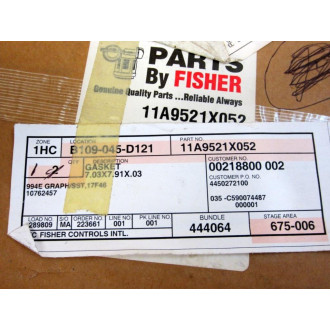 PARTS
By FISHER
Genuine Quality Parts ...Reliable Always
11A9521X052
ZONE LOCATION PART NO.
1HC B109-045-D121 11A9521X052
QTY DESCRIPTION CUSTOMER NO.
GASKET 00218800 002
7.03X7.91X.03 CUSTOMER P.O. NO.
4450272100
994E GRAPH/SST,17F46
10762457
035 -C590074487
000001
LOAD NO. S/O ORDER NO. LINE NO. PK LINE NO. BUNDLE STAGE AREA
289809 MA 223661 001 001 444064 675-006
C. FISHER CONTROLS INTL.